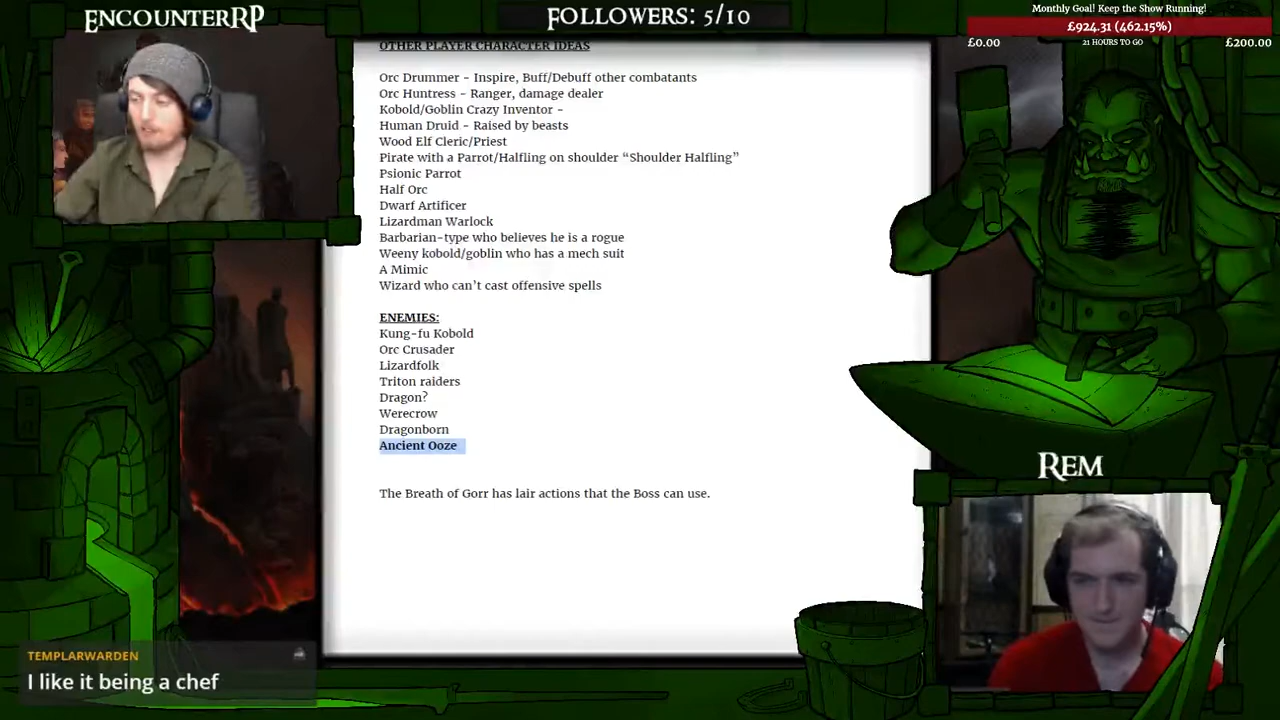 EncounterRP
Followers: 5/10
Monthly Goal! Keep the Show Running!
£924.31 (462.15%)
£0.00
21 HOURS TO GO
£200.00
OTHER PLAYER CHARACTER IDEAS
Orc Drummer - Inspire, Buff/Debuff other combatants
Orc Huntress - Ranger, damage dealer
Kobold/Goblin Crazy Inventor -
Human Druid - Raised by beasts
Wood Elf Cleric/Priest
Pirate with a Parrot/Halfling on shoulder “Shoulder Halfling”
Psionic Parrot
Half Orc
Dwarf Artificer
Lizardman Warlock
Barbarian-type who believes he is a rogue
Weeny kobold/goblin who has a mech suit
A Mimic
Wizard who can’t cast offensive spells
ENEMIES:
Kung-fu Kobold
Orc Crusader
Lizardfolk
Triton raiders
Dragon?
Werecrow
Dragonborn
Ancient Ooze
The Breath of Gorr has lair actions that the Boss can use.
Rem
TEMPLARWARDEN
I like it being a chef